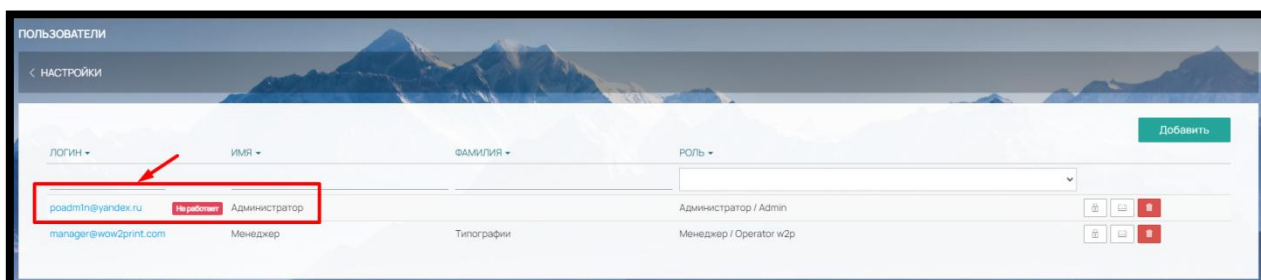 ПОЛЬЗОВАТЕЛИ
< НАСТРОЙКИ
Добавить
ЛОГИН ИМЯ ФАМИЛИЯ РОЛЬ
poadm1n@yandex.ru Не работает Администратор Администратор / Admin
manager@wow2print.com Менеджер Типографии Менеджер / Operator w2p